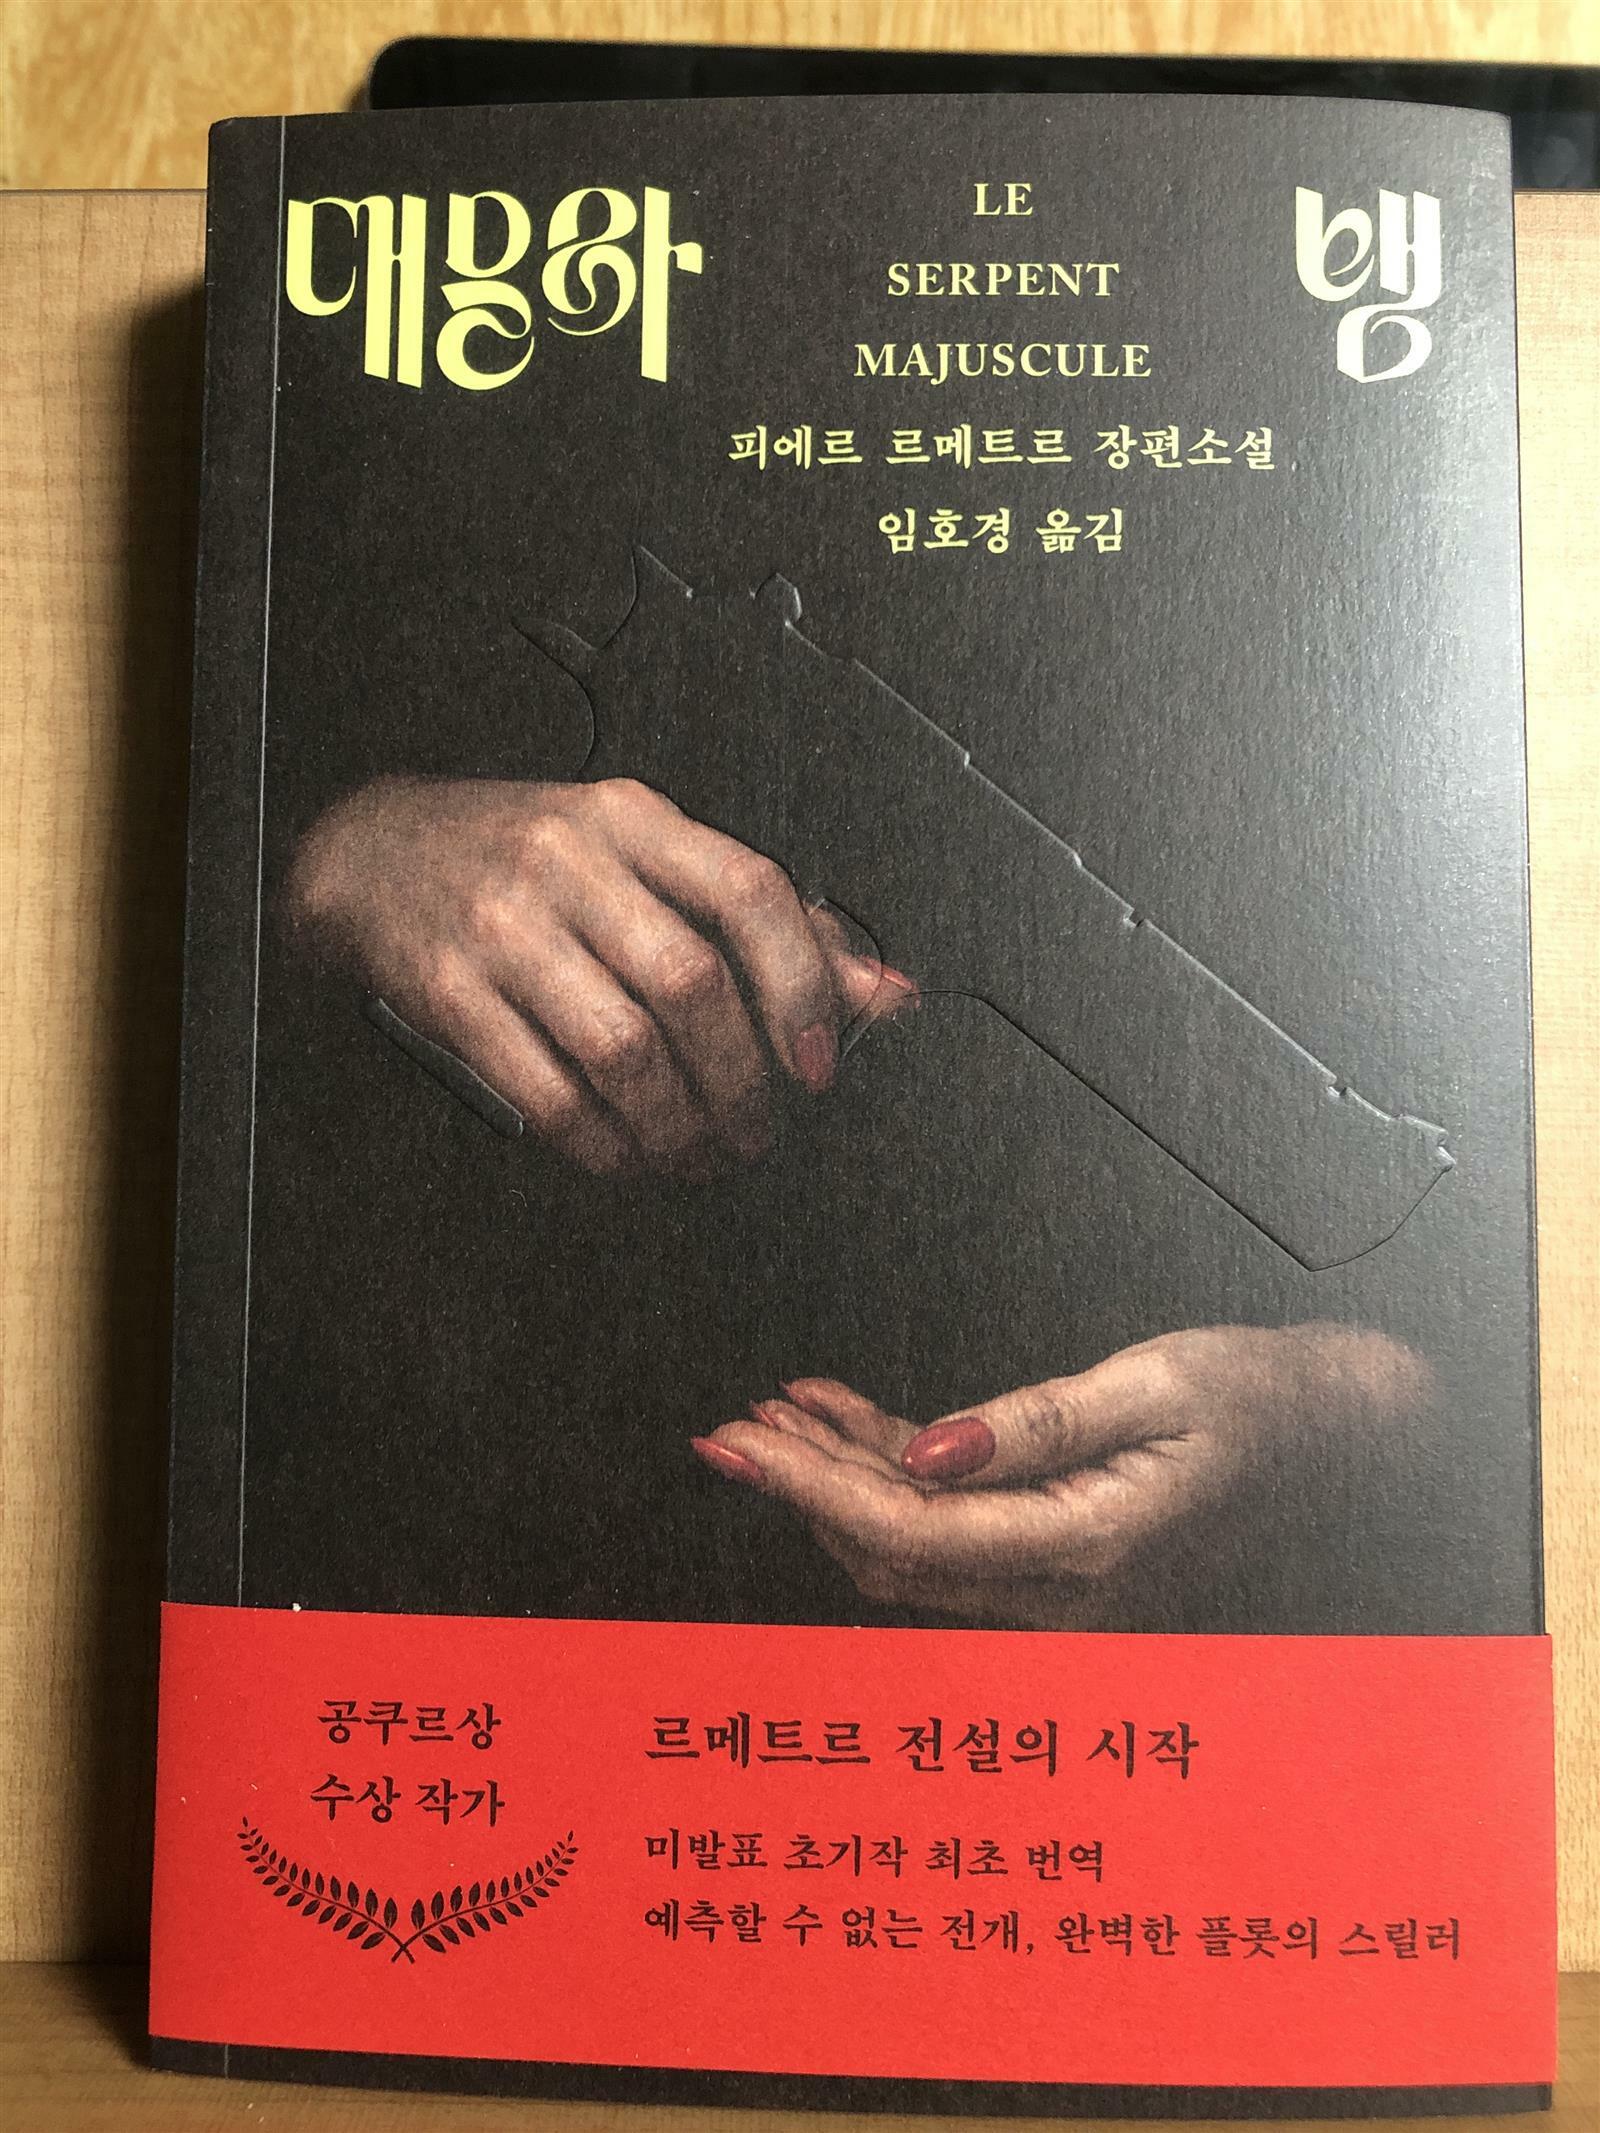 대문자 뱀
LE
SERPENT
MAJUSCULE
피에르 르메트르 장편소설
임호경 옮김
공쿠르상
수상 작가
르메트르 전설의 시작
미발표 초기작 최초 번역
예측할 수 없는 전개, 완벽한 플롯의 스릴러